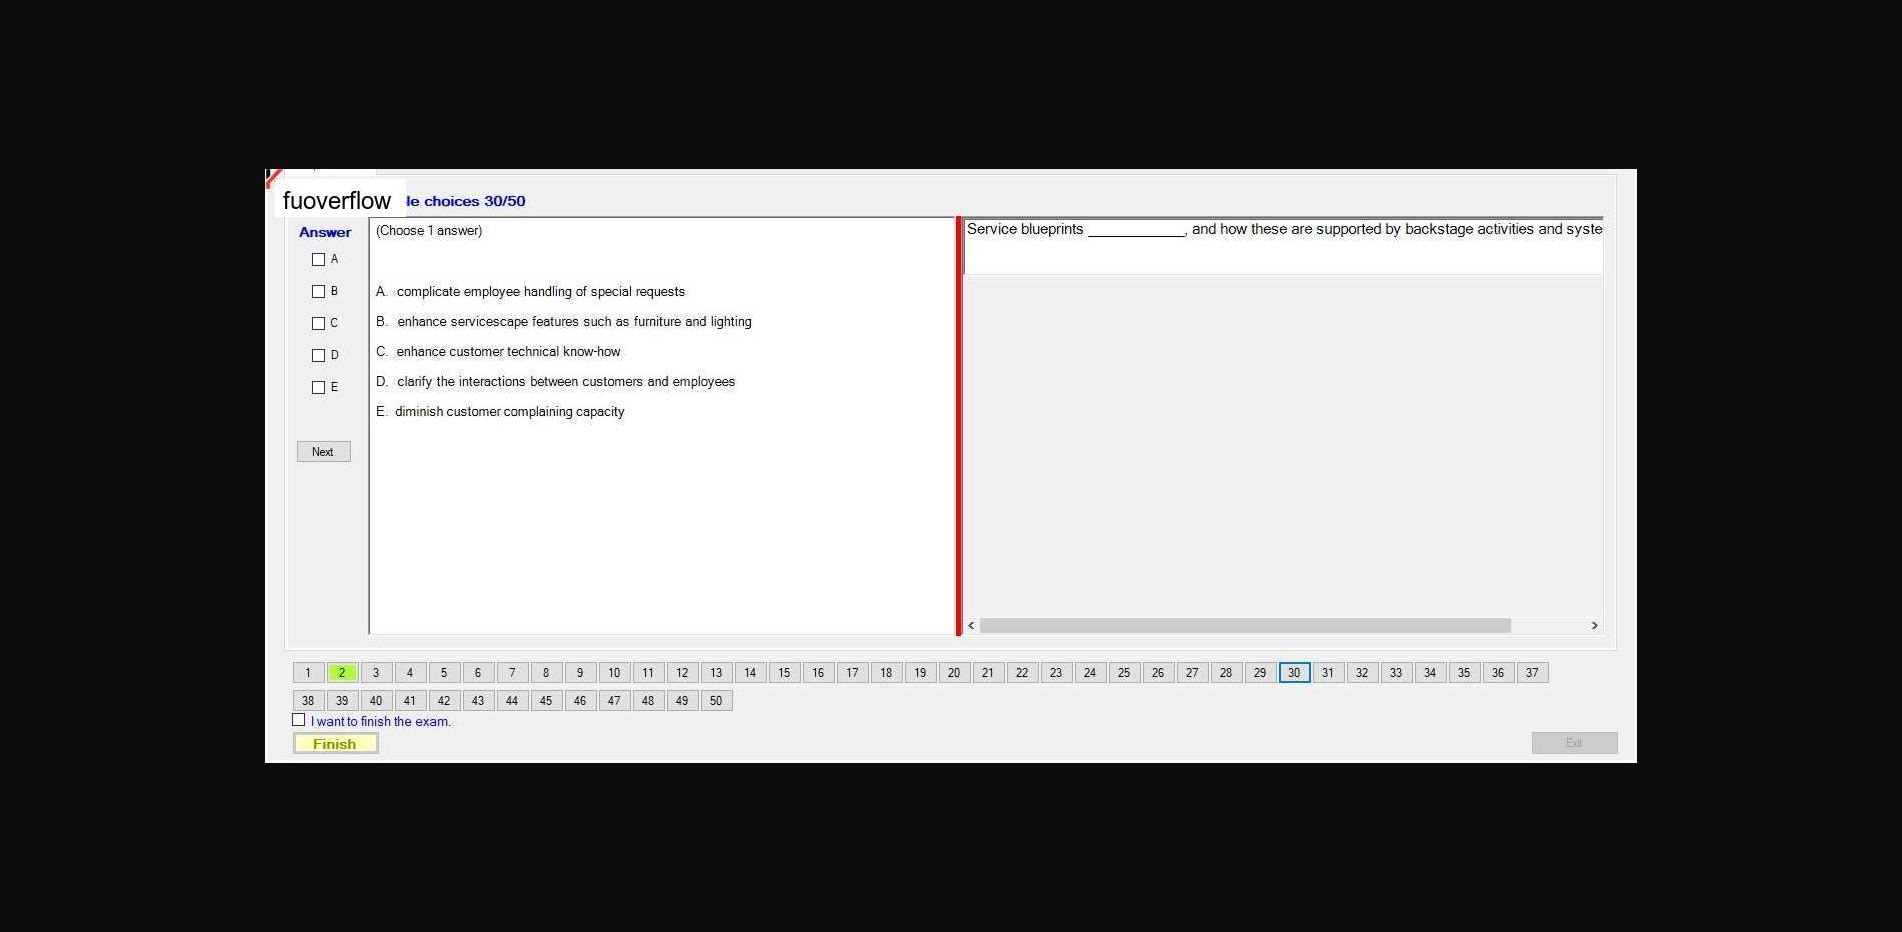 fuoverflow
le choices 30/50
Answer
A
B
C
D
E
Next
(Choose 1 answer)
A. complicate employee handling of special requests
B. enhance servicescape features such as furniture and lighting
C. enhance customer technical know-how
D. clarify the interactions between customers and employees
E. diminish customer complaining capacity
Service blueprints ____________, and how these are supported by backstage activities and syste
1 2 3 4 5 6 7 8 9 10 11 12 13 14 15 16 17 18 19 20 21 22 23 24 25 26 27 28 29 30 31 32 33 34 35 36 37
38 39 40 41 42 43 44 45 46 47 48 49 50
I want to finish the exam.
Finish
Exit